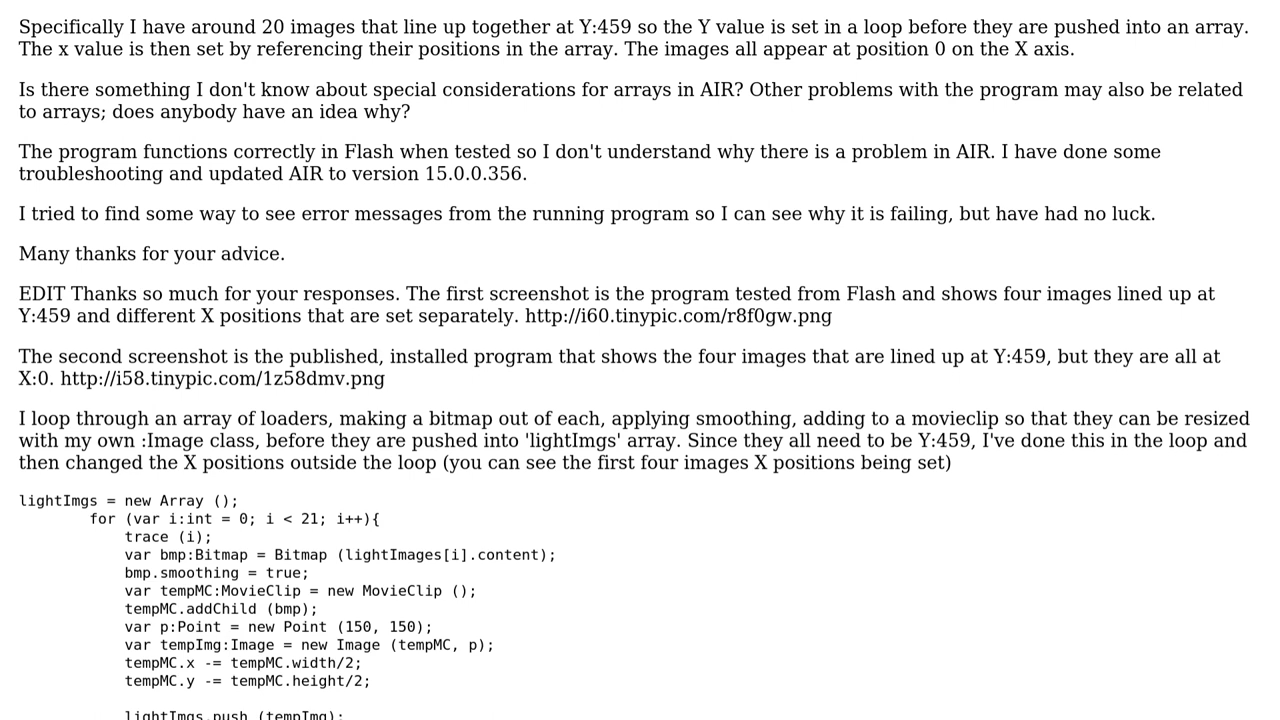 Specifically I have around 20 images that line up together at Y:459 so the Y value is set in a loop before they are pushed into an array.
The x value is then set by referencing their positions in the array. The images all appear at position 0 on the X axis.
Is there something I don't know about special considerations for arrays in AIR? Other problems with the program may also be related
to arrays; does anybody have an idea why?
The program functions correctly in Flash when tested so I don't understand why there is a problem in AIR. I have done some
troubleshooting and updated AIR to version 15.0.0.356.
I tried to find some way to see error messages from the running program so I can see why it is failing, but have had no luck.
Many thanks for your advice.
EDIT Thanks so much for your responses. The first screenshot is the program tested from Flash and shows four images lined up at
Y:459 and different X positions that are set separately. http://i60.tinypic.com/r8f0gw.png
The second screenshot is the published, installed program that shows the four images that are lined up at Y:459, but they are all at
X:0. http://i58.tinypic.com/1z58dmv.png
I loop through an array of loaders, making a bitmap out of each, applying smoothing, adding to a movieclip so that they can be resized
with my own :Image class, before they are pushed into 'lightImgs' array. Since they all need to be Y:459, I've done this in the loop and
then changed the X positions outside the loop (you can see the first four images X positions being set)
lightImgs = new Array ();
for (var i:int = 0; i < 21; i++){
trace (i);
var bmp:Bitmap = Bitmap (lightImages[i].content);
bmp.smoothing = true;
var tempMC:MovieClip = new MovieClip ();
tempMC.addChild (bmp);
var p:Point = new Point (150, 150);
var tempImg:Image = new Image (tempMC, p);
tempMC.x -= tempMC.width/2;
tempMC.y -= tempMC.height/2;
lightImgs.push (tempImg);